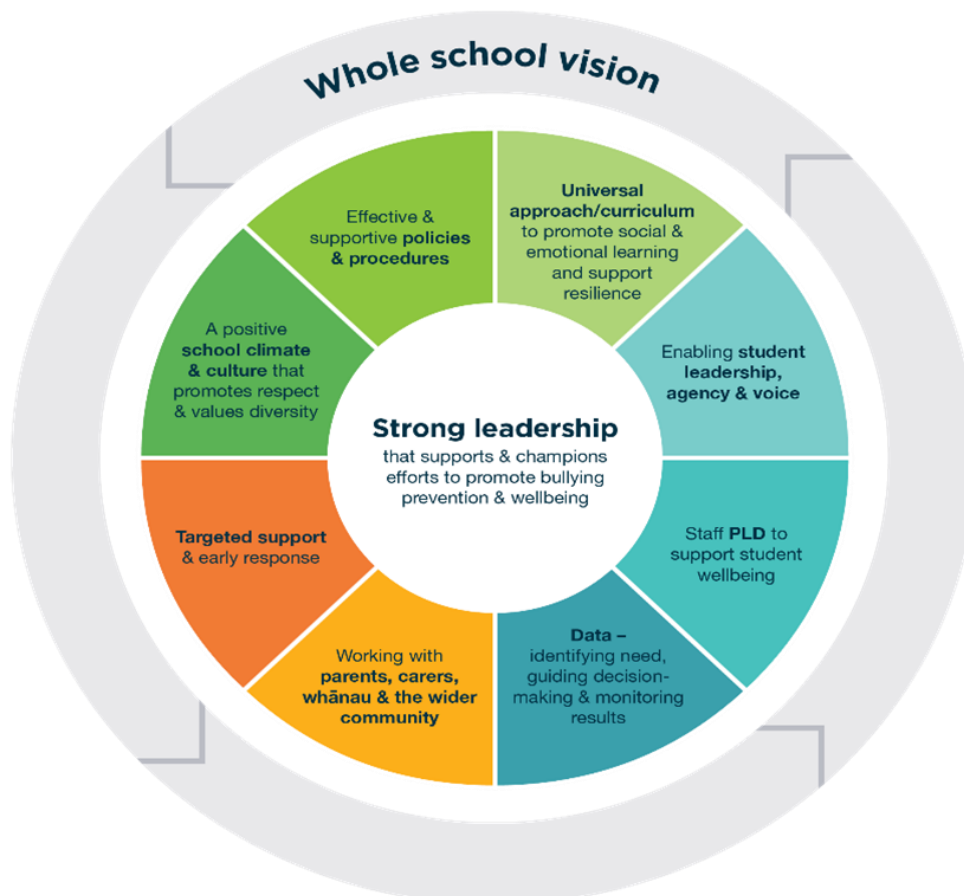 Whole school vision
Universal
approach/curriculum
to promote social &
emotional learning
and support
resilience
Enabling student
leadership,
agency & voice
Staff PLD to
support student
wellbeing
Data –
identifying need,
guiding decision-
making & monitoring
results
Working with
parents, carers,
whānau & the wider
community
Targeted support
& early response
A positive
school climate
& culture that
promotes respect
& values diversity
Effective &
supportive policies
& procedures
Strong leadership
that supports & champions
efforts to promote bullying
prevention & wellbeing